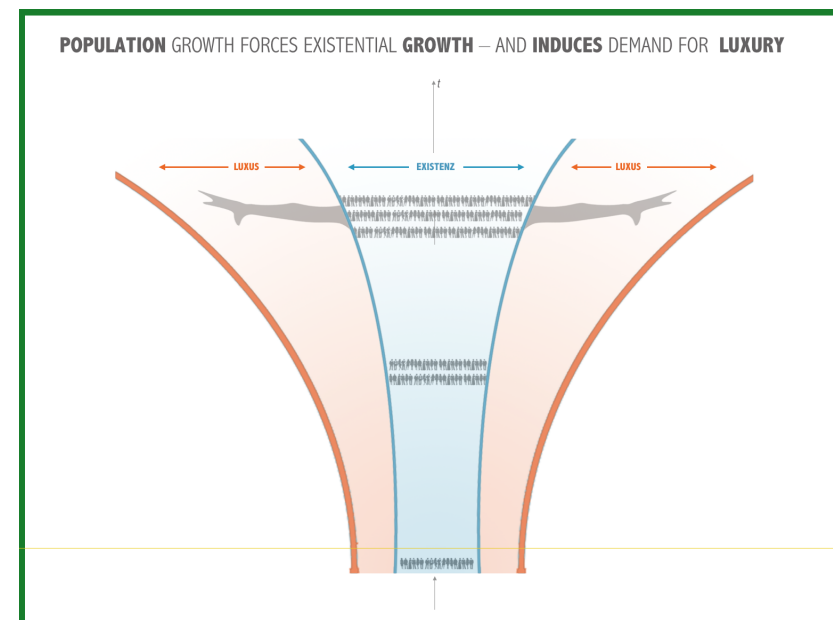 POPULATION GROWTH FORCES EXISTENTIAL GROWTH – AND INDUCES DEMAND FOR LUXURY
t
LUXUS EXISTENZ LUXUS